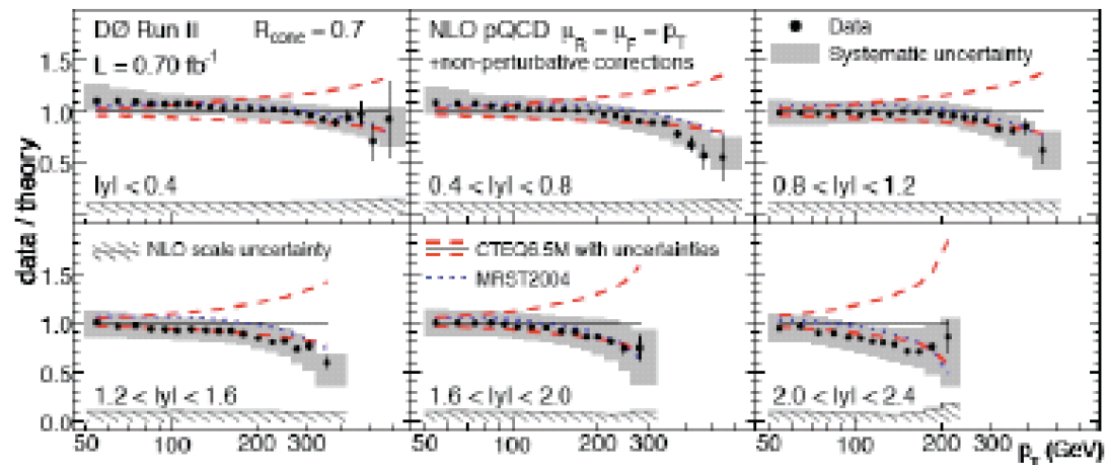 DØ Run II R_cone = 0.7
L = 0.70 fb⁻¹
NLO pQCD μ_R = μ_F = p_T
+non-perturbative corrections
Data
Systematic uncertainty
1.5
1.0
0.5
|y| < 0.4
0.4 < |y| < 0.8
0.8 < |y| < 1.2
data / theory
NLO scale uncertainty
CTEQ6.5M with uncertainties
MRST2004
1.5
1.0
0.5
0.0
1.2 < |y| < 1.6
1.6 < |y| < 2.0
2.0 < |y| < 2.4
50 100 200 300 50 100 200 300 50 100 200 300 p_T (GeV)